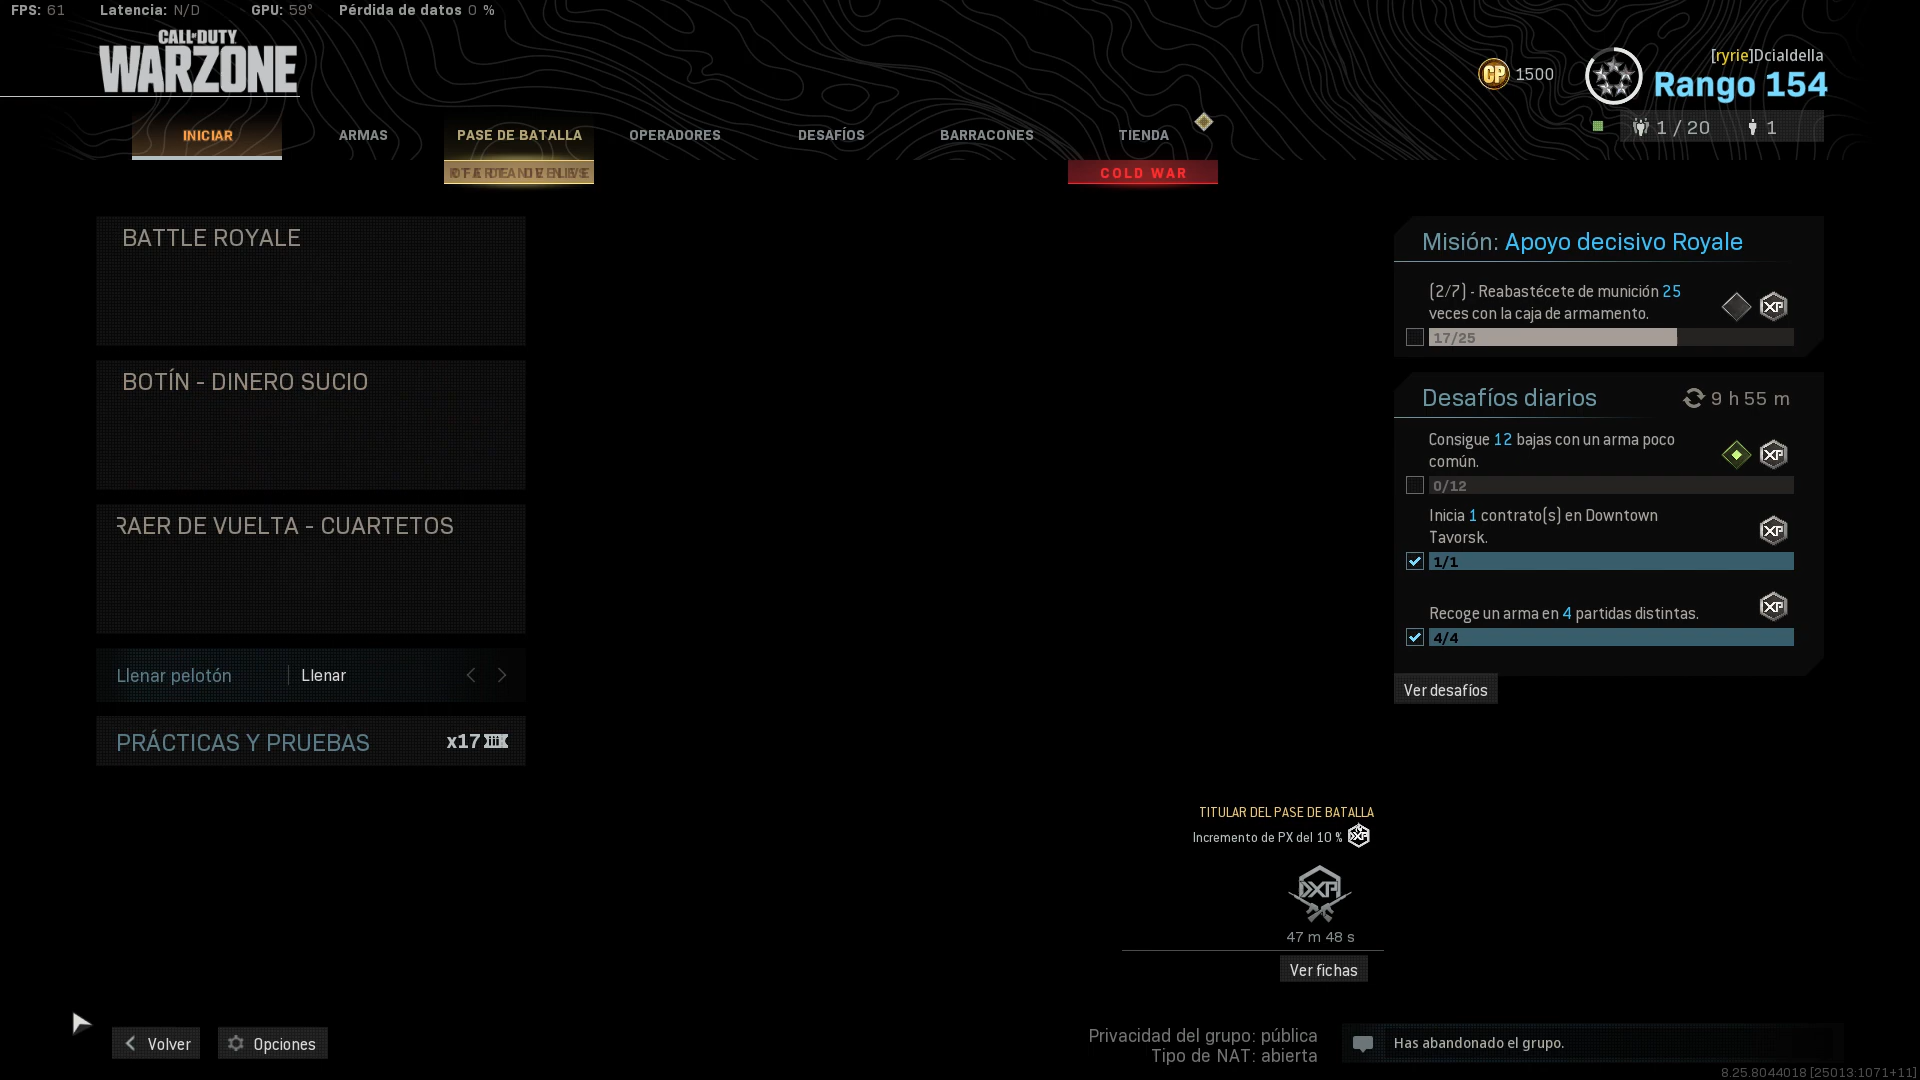 FPS: 61 Latencia: N/D GPU: 59° Pérdida de datos 0 %
CALL OF DUTY
WARZONE
CP 1500
[ryrie]Dcialdella
Rango 154
1 / 20 1
INICIAR ARMAS PASE DE BATALLA OPERADORES DESAFÍOS BARRACONES TIENDA
COLD WAR
BATTLE ROYALE
BOTÍN - DINERO SUCIO
RAER DE VUELTA - CUARTETOS
Llenar pelotón Llenar
PRÁCTICAS Y PRUEBAS x17
Misión: Apoyo decisivo Royale
(2/7) - Reabastécete de munición 25
veces con la caja de armamento.
XP
17/25
Desafíos diarios 9 h 55 m
Consigue 12 bajas con un arma poco
común.
XP
0/12
Inicia 1 contrato(s) en Downtown
Tavorsk.
XP
1/1
Recoge un arma en 4 partidas distintas.
XP
4/4
Ver desafíos
TITULAR DEL PASE DE BATALLA
Incremento de PX del 10 %
DXP
47 m 48 s
Ver fichas
Volver Opciones
Privacidad del grupo: pública
Tipo de NAT: abierta
Has abandonado el grupo.
8.25.8044018 [25013:1071+11]